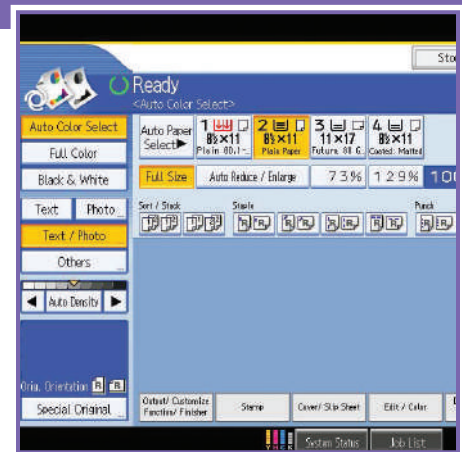 Sto
Ready
<Auto Color Select>
Auto Color Select
Full Color
Black & White
Text
Photo
Text / Photo
Others
Auto Density
Orig. Orientation
R
R
Special Original
Auto Paper
Select▶
1
8½×11
2
8½×11
Plain Paper
3
11×17
4
8½×11
Coated: Matted
Full Size
Auto Reduce / Enlarge
73%
129%
100
Sort / Stack
Staple
Punch
Output/ Customize
Function/ Finisher
Stamp
Cover/ Slip Sheet
Edit / Color
Y
M
C
K
System Status
Job List